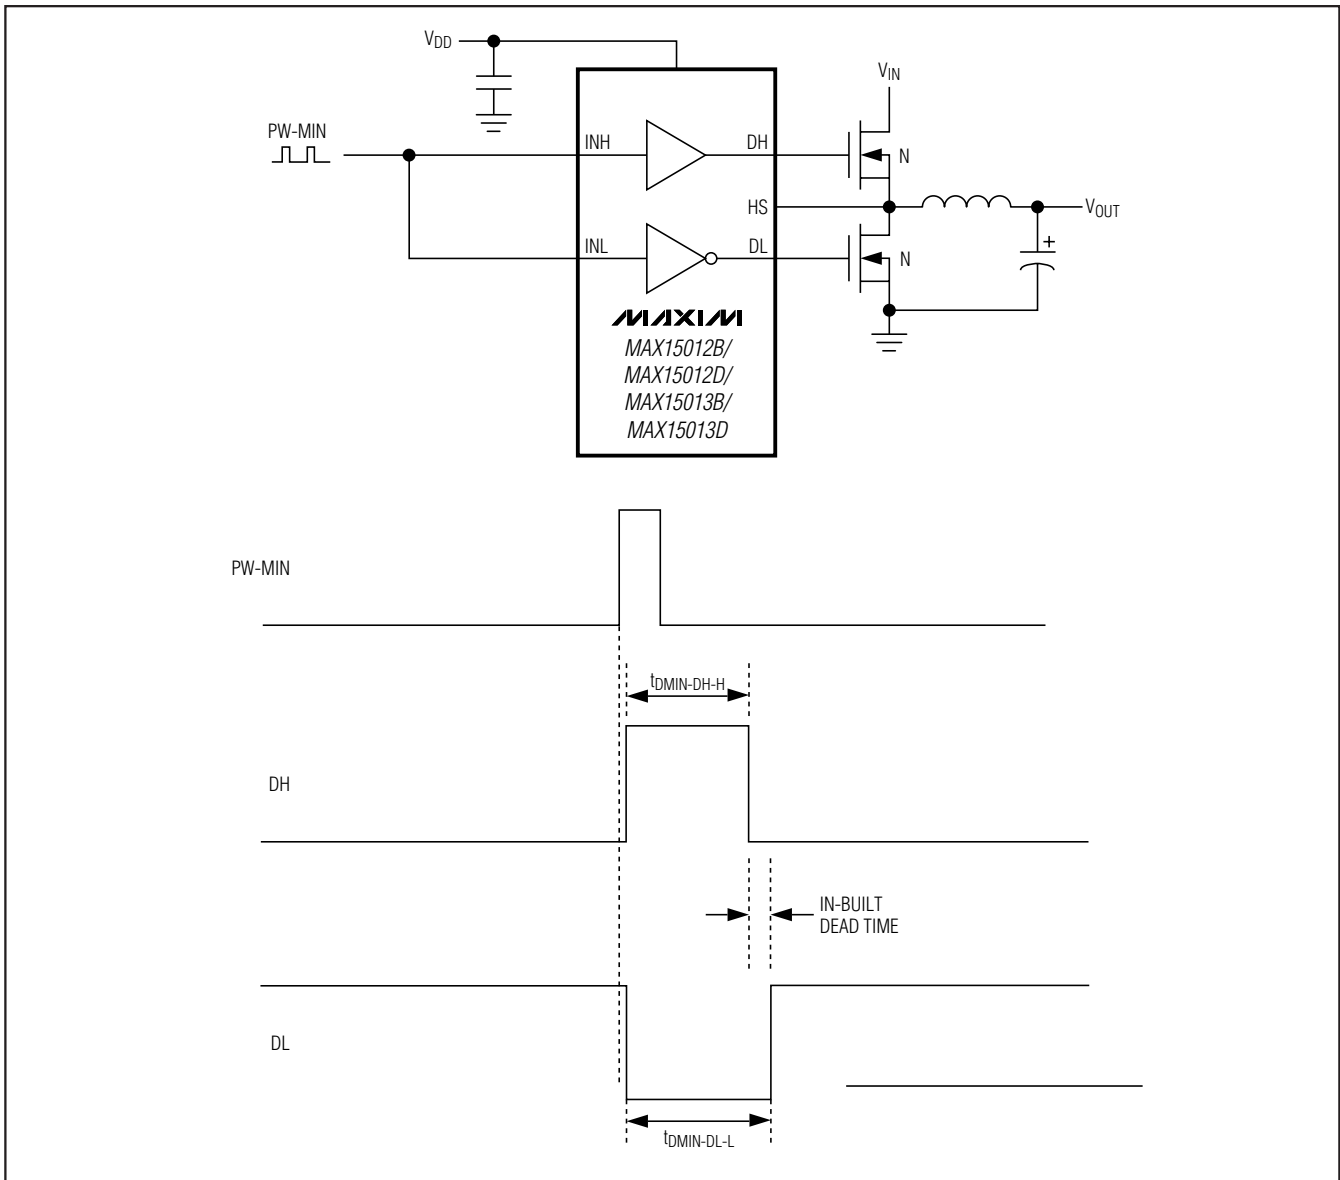 VDD
VIN
PW-MIN
INH
DH
N
HS
VOUT
+
INL
DL
N
MAXIM
MAX15012B/
MAX15012D/
MAX15013B/
MAX15013D
PW-MIN
tDMIN-DH-H
DH
IN-BUILT
DEAD TIME
DL
tDMIN-DL-L